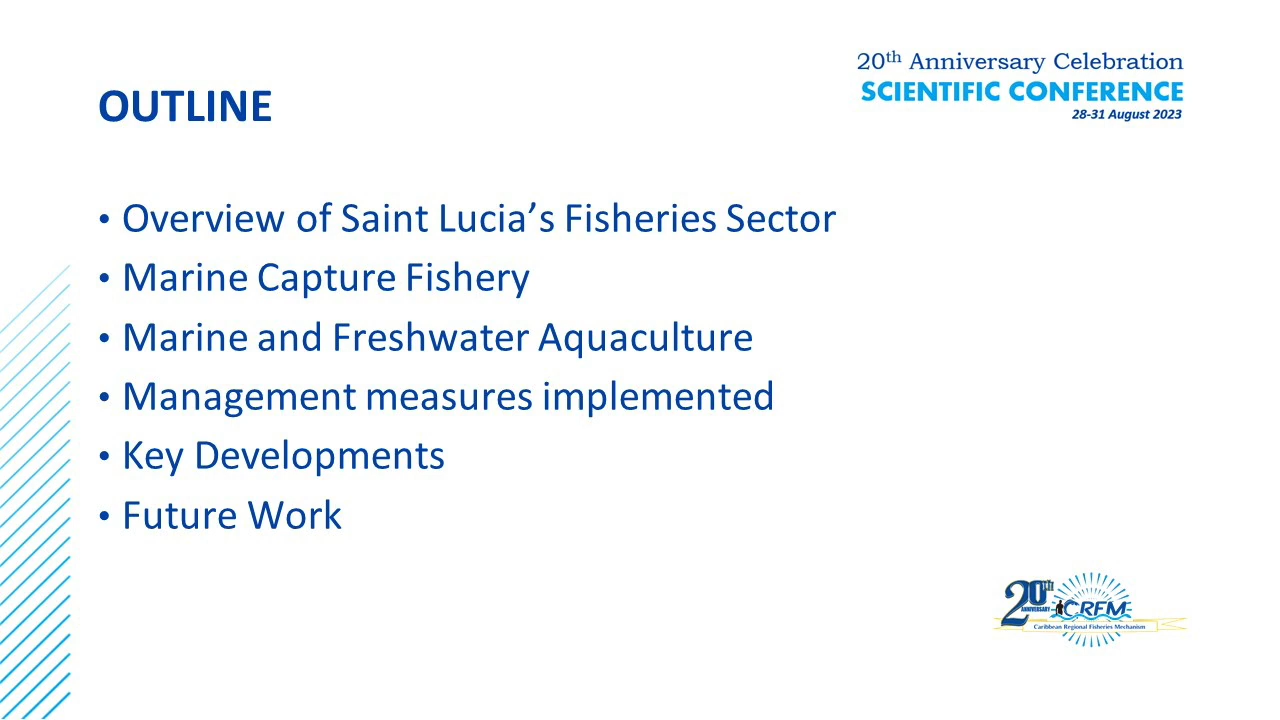 20th Anniversary Celebration
SCIENTIFIC CONFERENCE
28-31 August 2023
OUTLINE
• Overview of Saint Lucia’s Fisheries Sector
• Marine Capture Fishery
• Marine and Freshwater Aquaculture
• Management measures implemented
• Key Developments
• Future Work
20TH
ANNIVERSARY
CRFM
Caribbean Regional Fisheries Mechanism